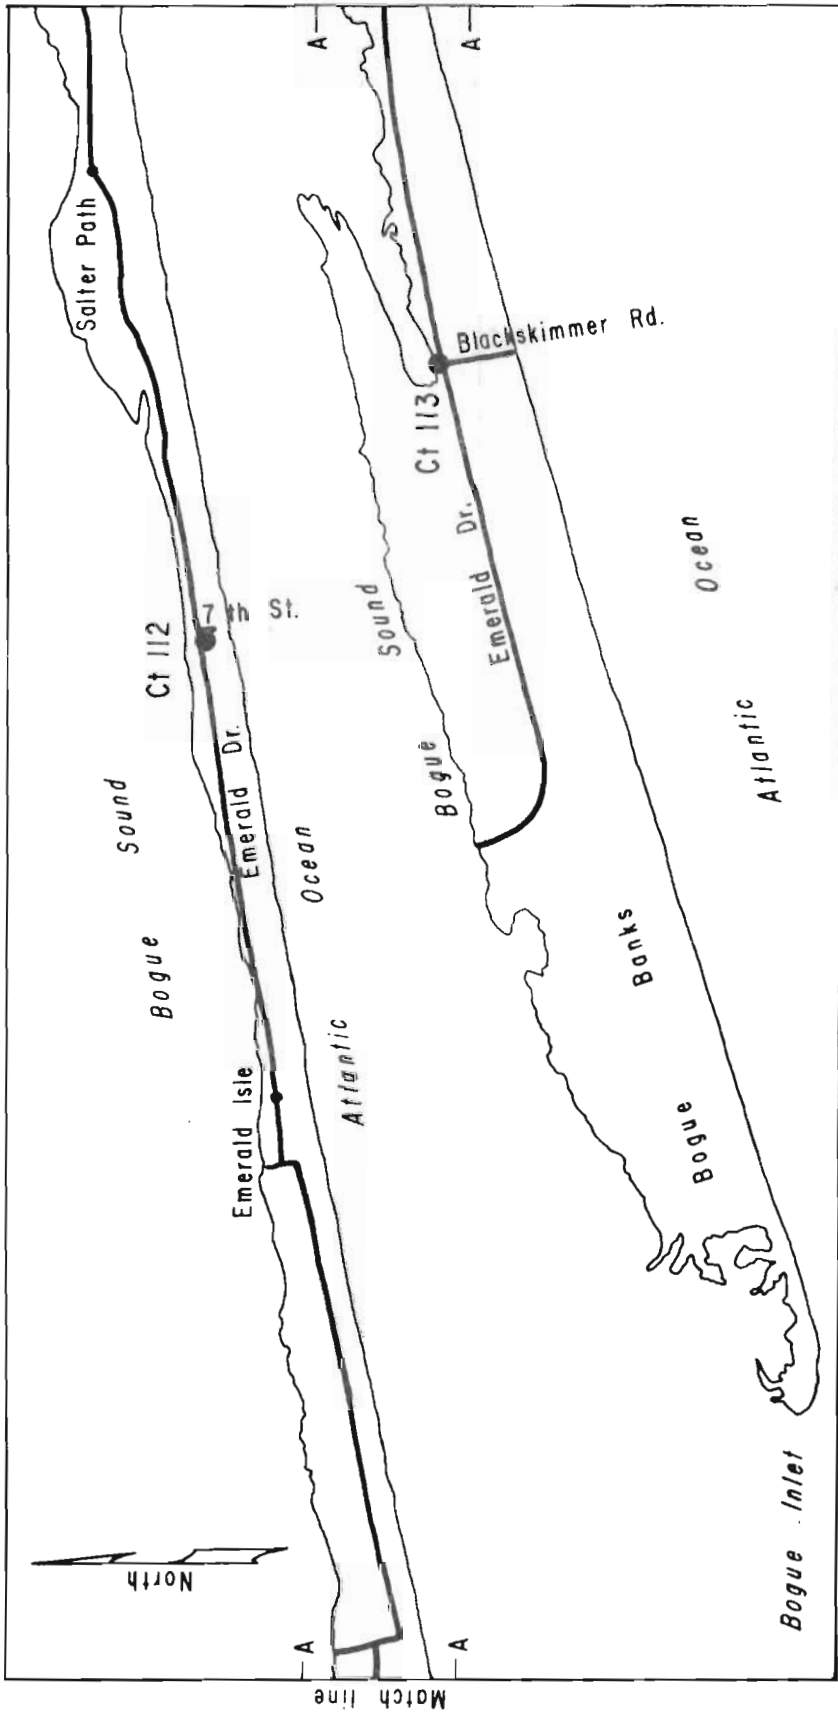 Salter Path
A
A
Ct 112
7 th St.
Sound
Bogue
Emerald Dr.
Ocean
Atlantic
Emerald Isle
Blackskimmer Rd.
Ct 113
Emerald Dr.
Sound
Bogue
Ocean
Atlantic
Banks
Bogue
Bogue Inlet
North
A
A
Match line